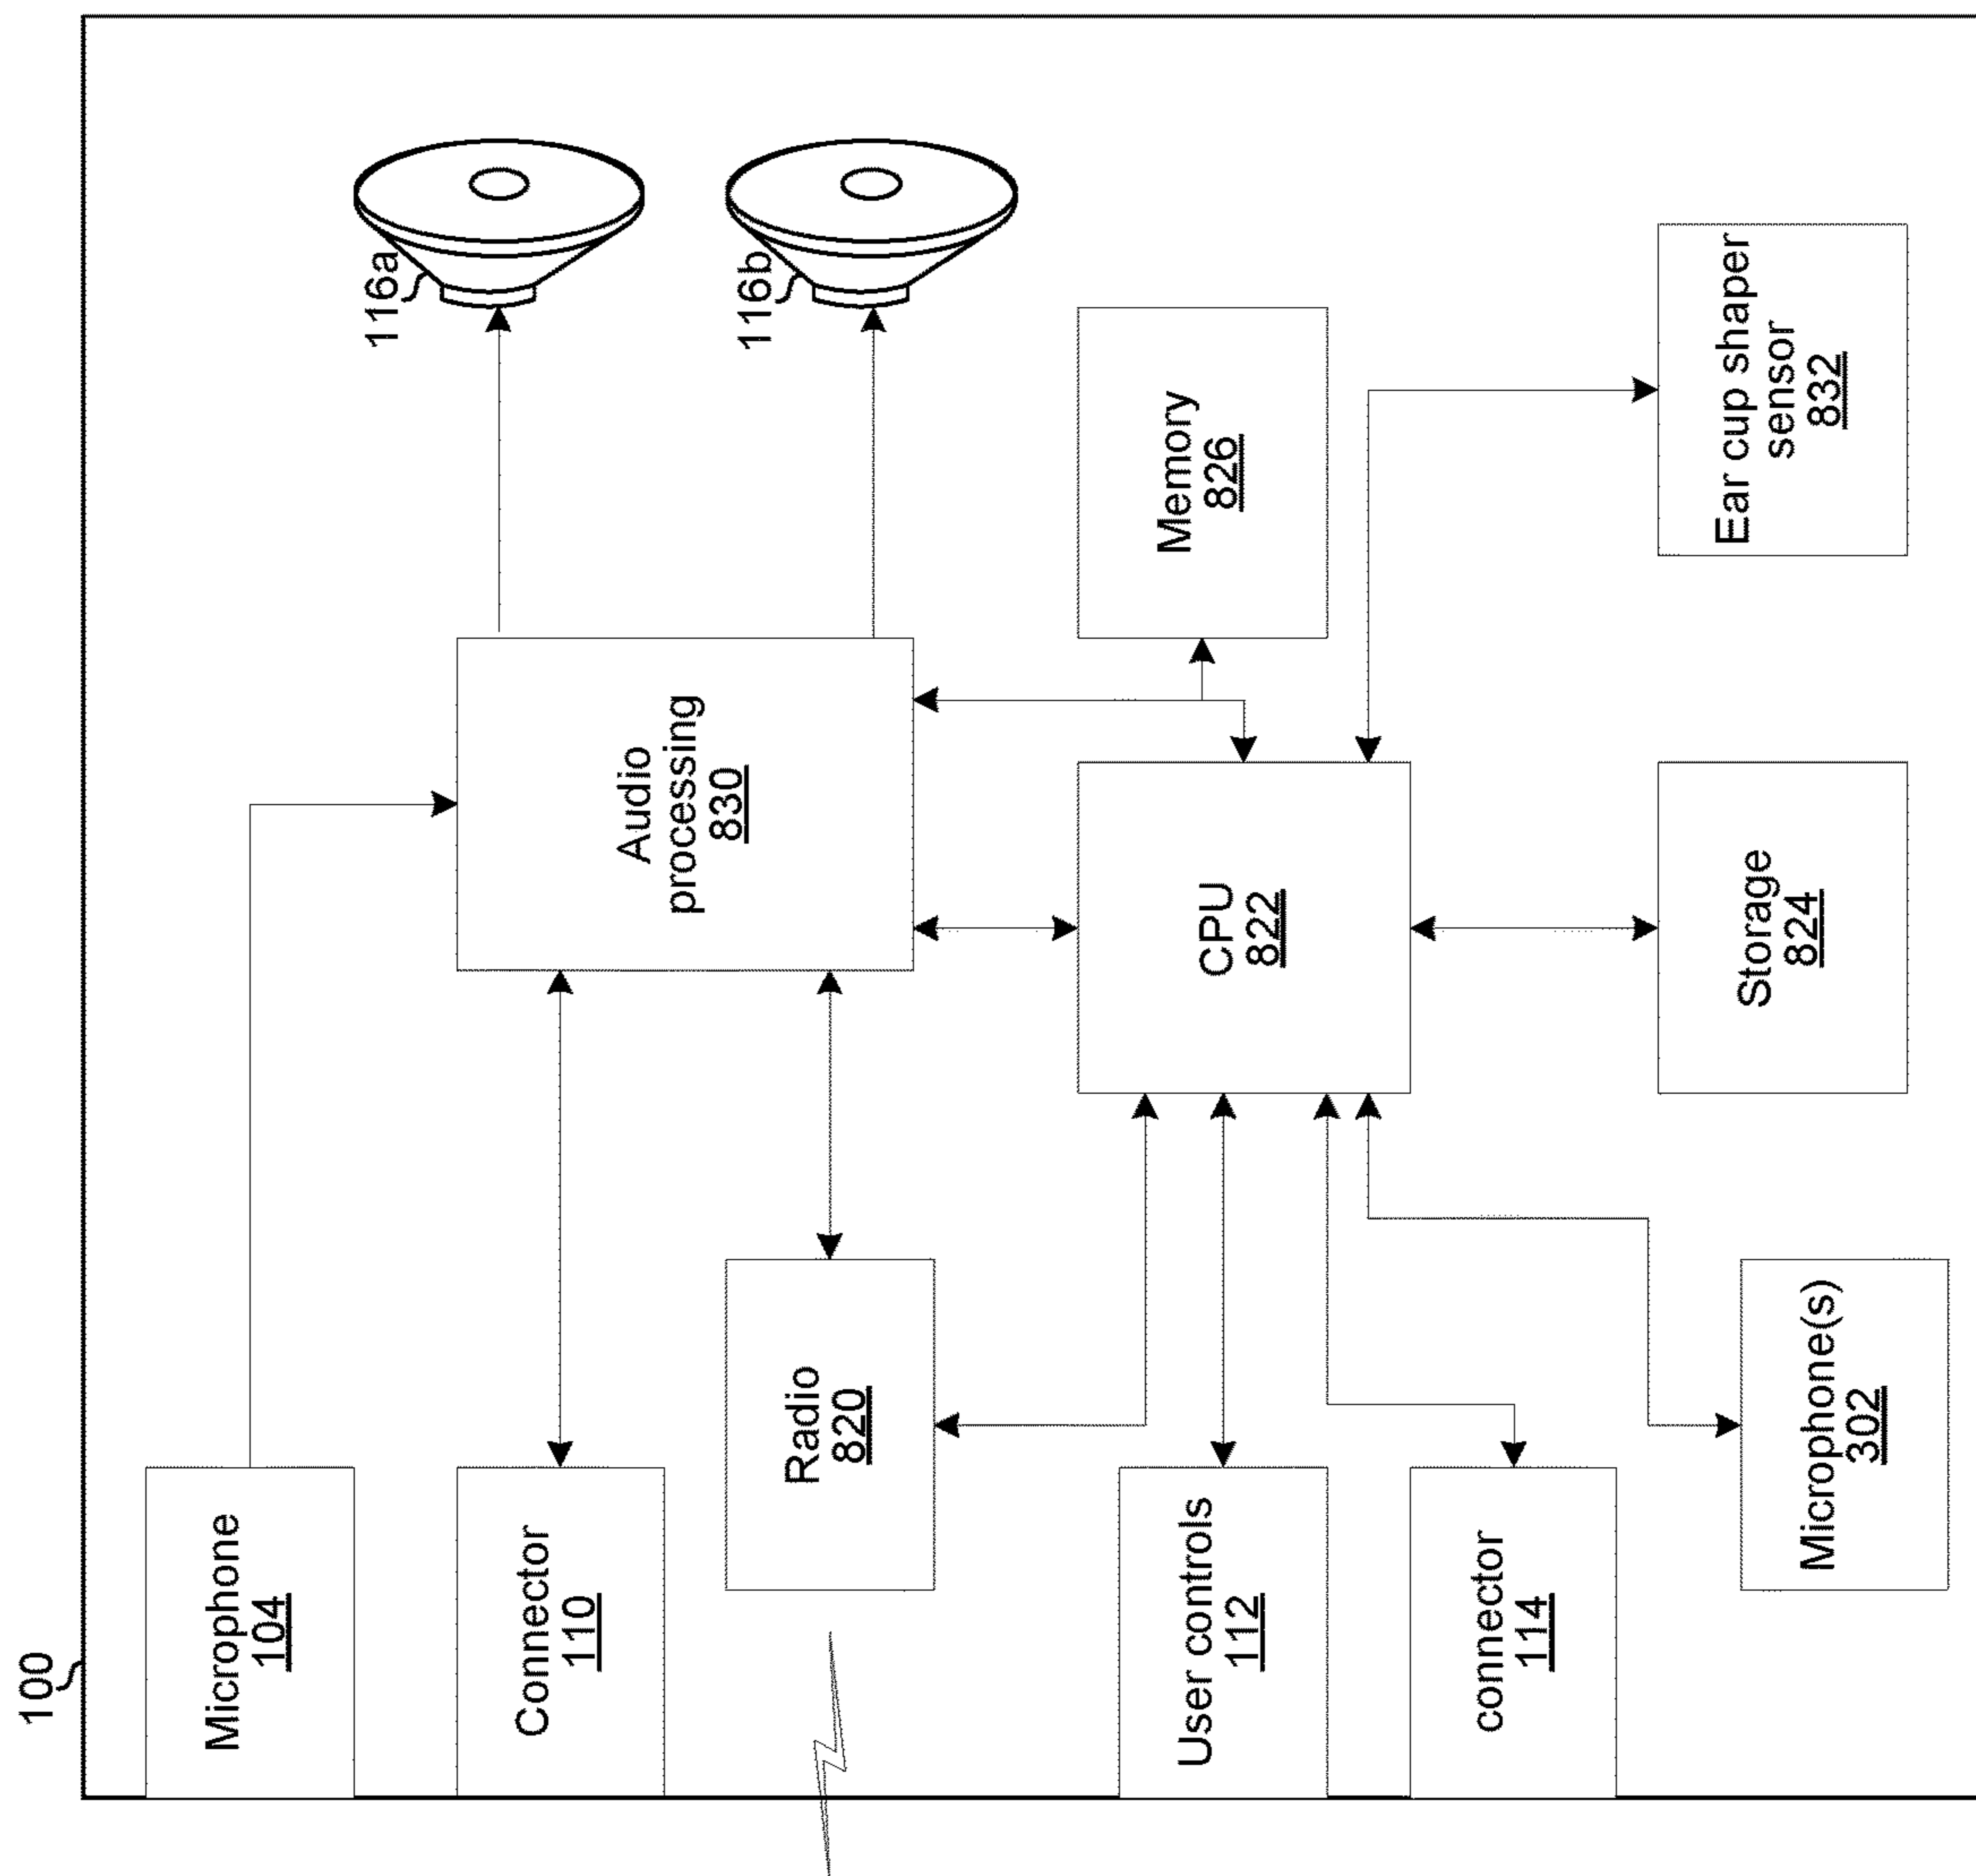 100
Microphone
104
Connector
110
Radio
820
User controls
112
connector
114
Microphone(s)
302
Audio
processing
830
CPU
822
Storage
824
116a
116b
Memory
826
Ear cup shaper
sensor
832